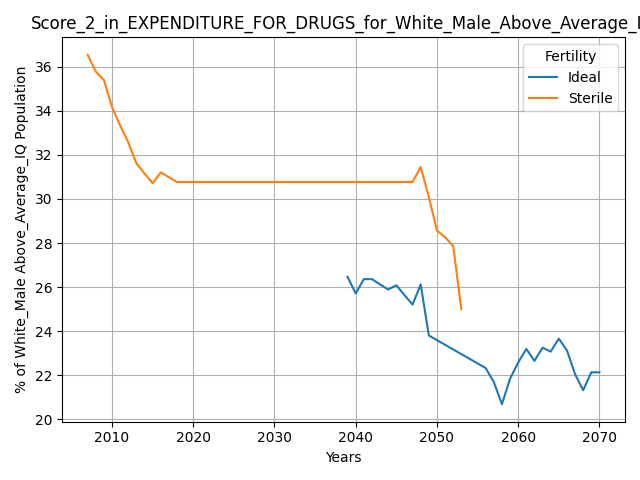 Score_2_in_EXPENDITURE_FOR_DRUGS_for_White_Male_Above_Average_I
Fertility
Ideal
Sterile
% of White_Male Above_Average_IQ Population
36
34
32
30
28
26
24
22
20
2010 2020 2030 2040 2050 2060 2070
Years